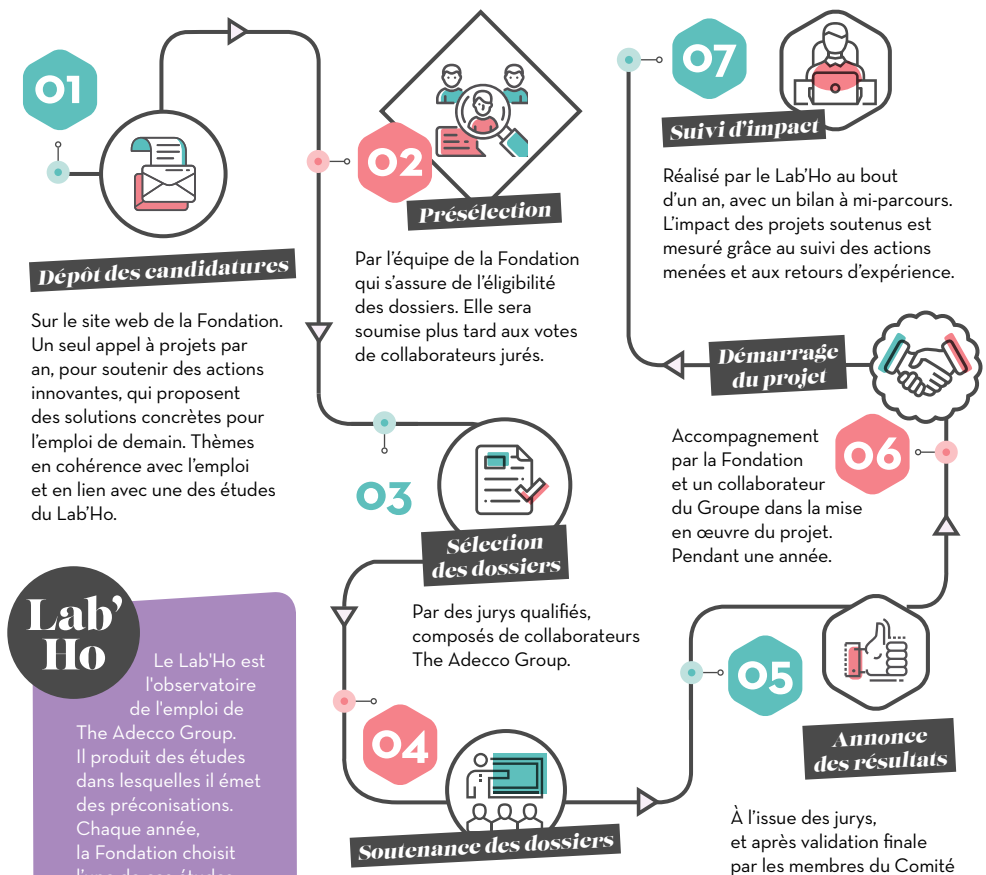 01
Dépôt des candidatures
Sur le site web de la Fondation.
Un seul appel à projets par
an, pour soutenir des actions
innovantes, qui proposent
des solutions concrètes pour
l'emploi de demain. Thèmes
en cohérence avec l'emploi
et en lien avec une des études
du Lab'Ho.
02
Présélection
Par l'équipe de la Fondation
qui s'assure de l'éligibilité
des dossiers. Elle sera
soumise plus tard aux votes
de collaborateurs jurés.
03
Sélection
des dossiers
Par des jurys qualifiés,
composés de collaborateurs
The Adecco Group.
04
Soutenance des dossiers
05
Annonce
des résultats
À l'issue des jurys,
et après validation finale
par les membres du Comité
06
Démarrage
du projet
Accompagnement
par la Fondation
et un collaborateur
du Groupe dans la mise
en œuvre du projet.
Pendant une année.
07
Suivi d'impact
Réalisé par le Lab'Ho au bout
d'un an, avec un bilan à mi-parcours.
L'impact des projets soutenus est
mesuré grâce au suivi des actions
menées et aux retours d'expérience.
Lab'
Ho
Le Lab'Ho est
l'observatoire
de l'emploi de
The Adecco Group.
Il produit des études
dans lesquelles il émet
des préconisations.
Chaque année,
la Fondation choisit
l'une de ses études